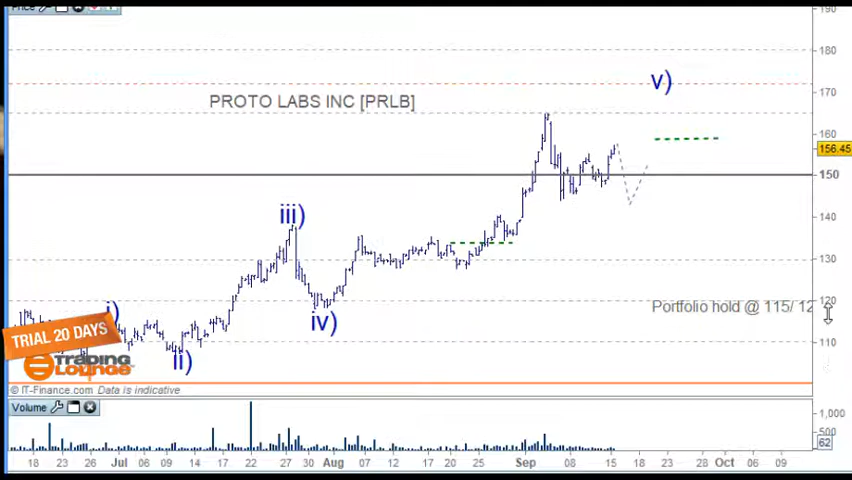 Price
190
180
v)
170
PROTO LABS INC [PRLB]
160
156.45
150
iii)
140
130
Portfolio hold @ 115/ 12
120
i)
iv)
TRIAL 20 DAYS
110
ii)
Trading
Lounge
© IT-Finance.com Data is indicative
Volume
1,000
500
62
18 23 26 Jul 06 09 14 17 22 27 30 Aug 07 12 17 20 25 Sep 08 15 18 23 28 Oct 06 09